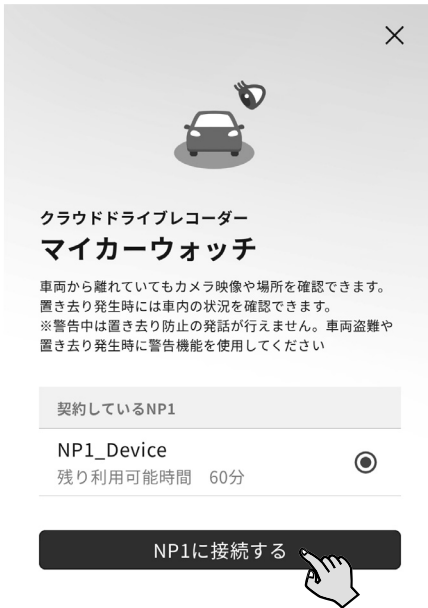 クラウドドライブレコーダー
マイカーウォッチ
車両から離れていてもカメラ映像や場所を確認できます。
置き去り発生時には車内の状況を確認できます。
※警告中は置き去り防止の発話が行えません。車両盗難や
置き去り発生時に警告機能を使用してください
契約しているNP1
NP1_Device
残り利用可能時間 60分
NP1に接続する